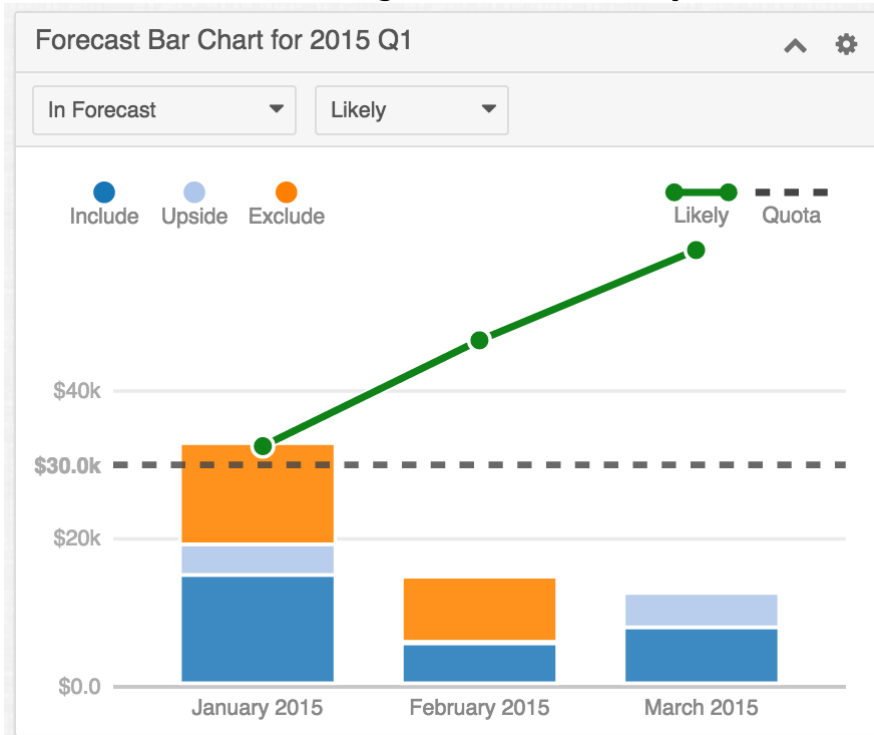 Forecast Bar Chart for 2015 Q1
In Forecast Likely
Include Upside Exclude Likely Quota
$40k
$30.0k
$20k
$0.0
January 2015 February 2015 March 2015